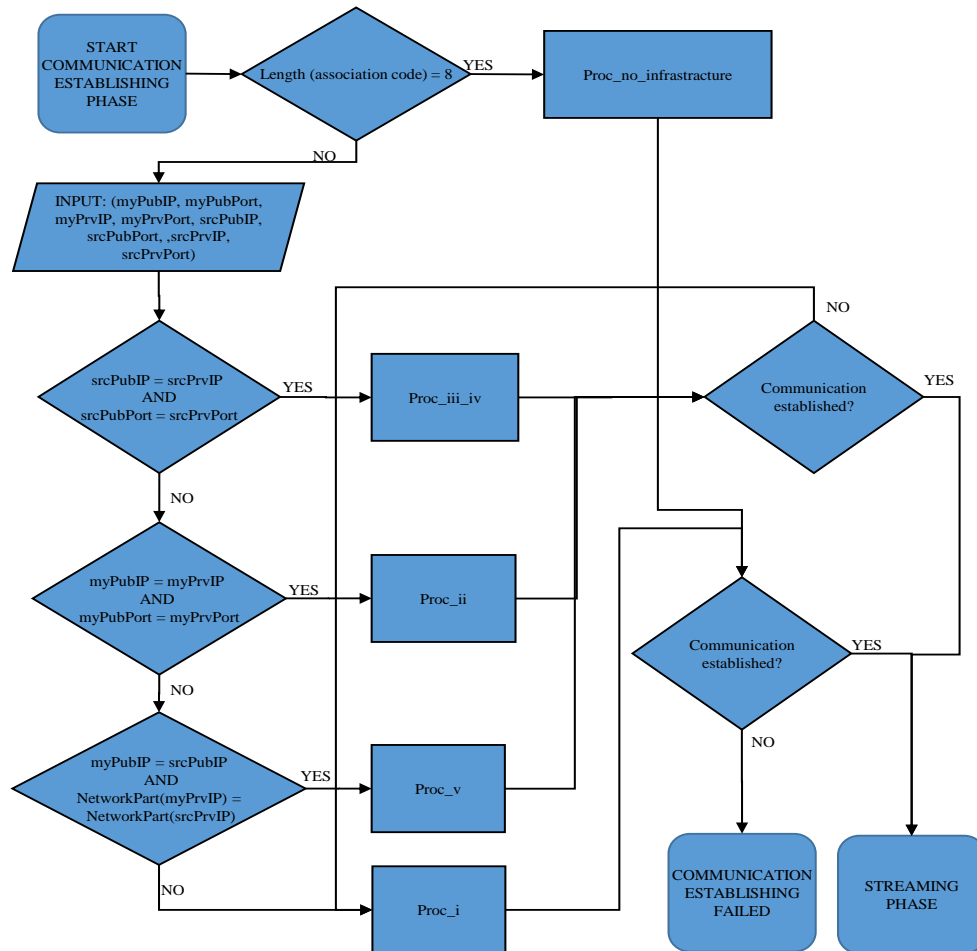 START
COMMUNICATION
ESTABLISHING
PHASE
Length (association code) = 8
YES
Proc_no_infrastracture
NO
INPUT: (myPubIP, myPubPort,
myPrvIP, myPrvPort, srcPubIP,
srcPubPort, ,srcPrvIP,
srcPrvPort)
NO
srcPubIP = srcPrvIP
AND
srcPubPort = srcPrvPort
YES
Proc_iii_iv
Communication
established?
YES
NO
myPubIP = myPrvIP
AND
myPubPort = myPrvPort
YES
Proc_ii
Communication
established?
YES
NO
myPubIP = srcPubIP
AND
NetworkPart(myPrvIP) =
NetworkPart(srcPrvIP)
YES
Proc_v
NO
NO
Proc_i
COMMUNICATION
ESTABLISHING
FAILED
STREAMING
PHASE